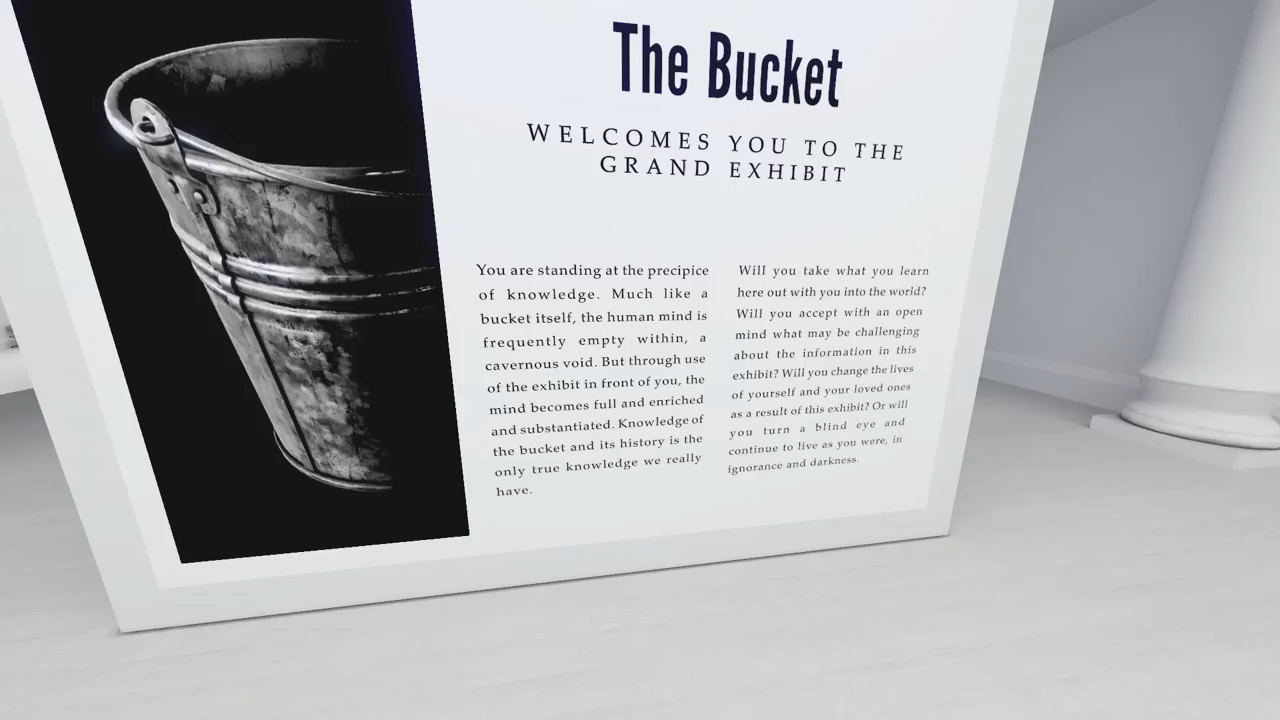 The Bucket
WELCOMES YOU TO THE
GRAND EXHIBIT
You are standing at the precipice
of knowledge. Much like a
bucket itself, the human mind is
frequently empty within, a
cavernous void. But through use
of the exhibit in front of you, the
mind becomes full and enriched
and substantiated. Knowledge of
the bucket and its history is the
only true knowledge we really
have.
Will you take what you learn
here out with you into the world?
Will you accept with an open
mind what may be challenging
about the information in this
exhibit? Will you change the lives
of yourself and your loved ones
as a result of this exhibit? Or will
you turn a blind eye and
continue to live as you were, in
ignorance and darkness.